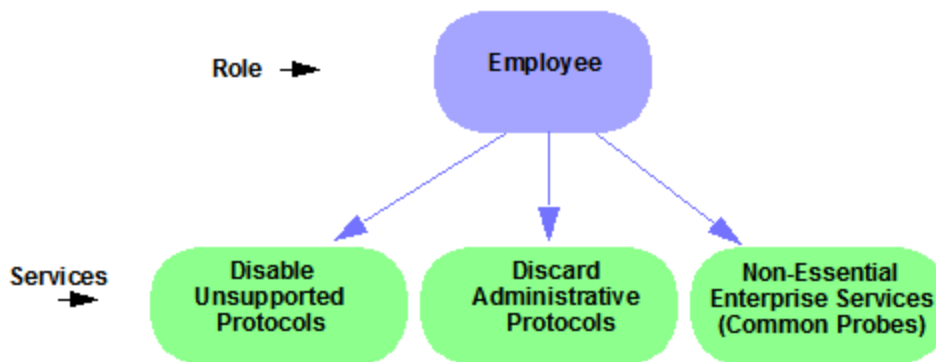 Role
Employee
Services
Disable
Unsupported
Protocols
Discard
Administrative
Protocols
Non-Essential
Enterprise Services
(Common Probes)